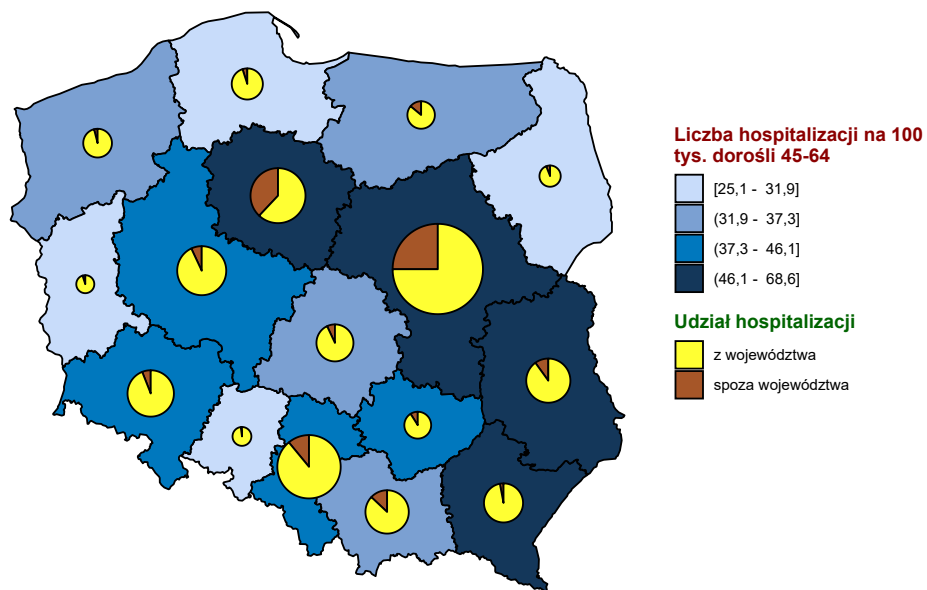 Liczba hospitalizacji na 100
tys. dorośli 45-64
[25,1 - 31,9]
(31,9 - 37,3]
(37,3 - 46,1]
(46,1 - 68,6]
Udział hospitalizacji
z województwa
spoza województwa